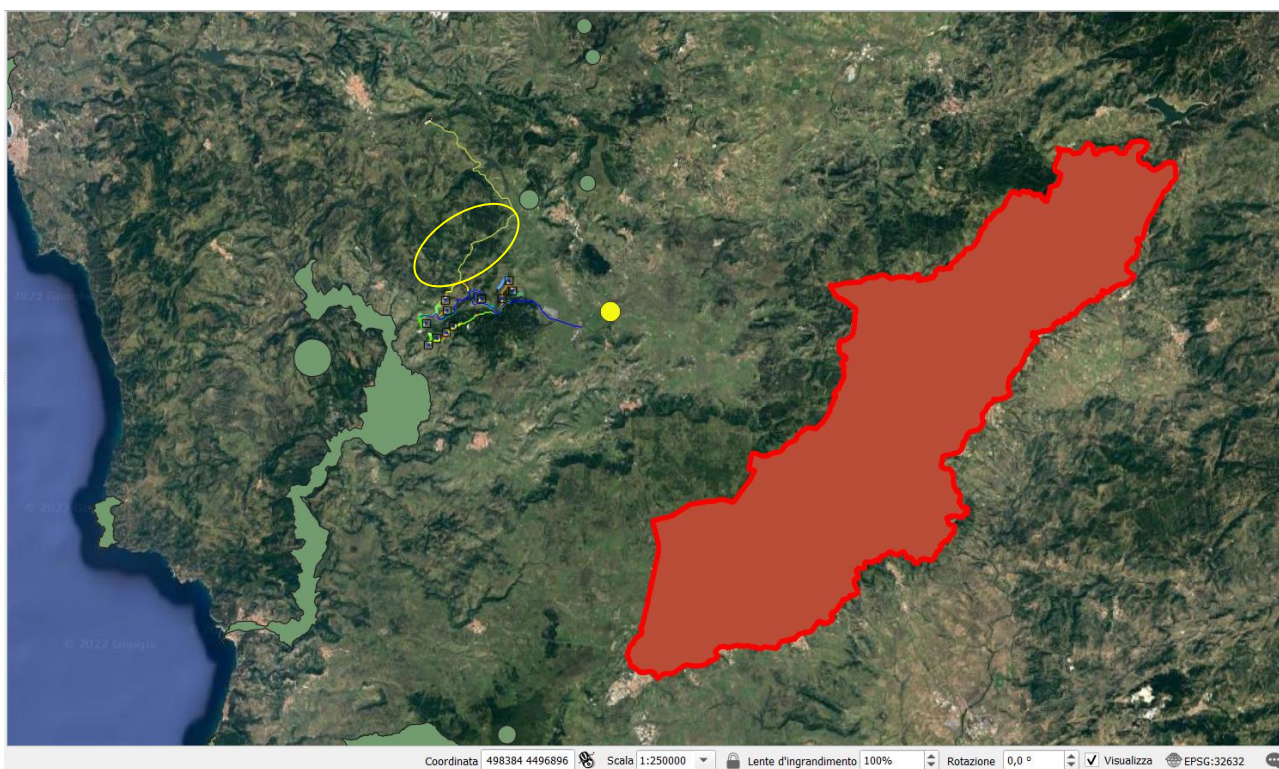 2022 Google
© 2022 Goog
© 2022 Google
Coordinata 498384 4496896 Scala 1:250000 Lente d'ingrandimento 100% Rotazione 0,0 ° Visualizza EPSG:32632